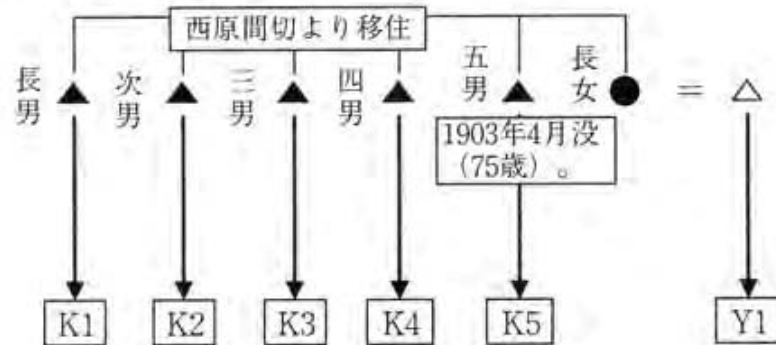 西原間切より移住
長男
次男
三男
四男
五男
長女
=
1903年4月没
(75歳)。
K1
K2
K3
K4
K5
Y1